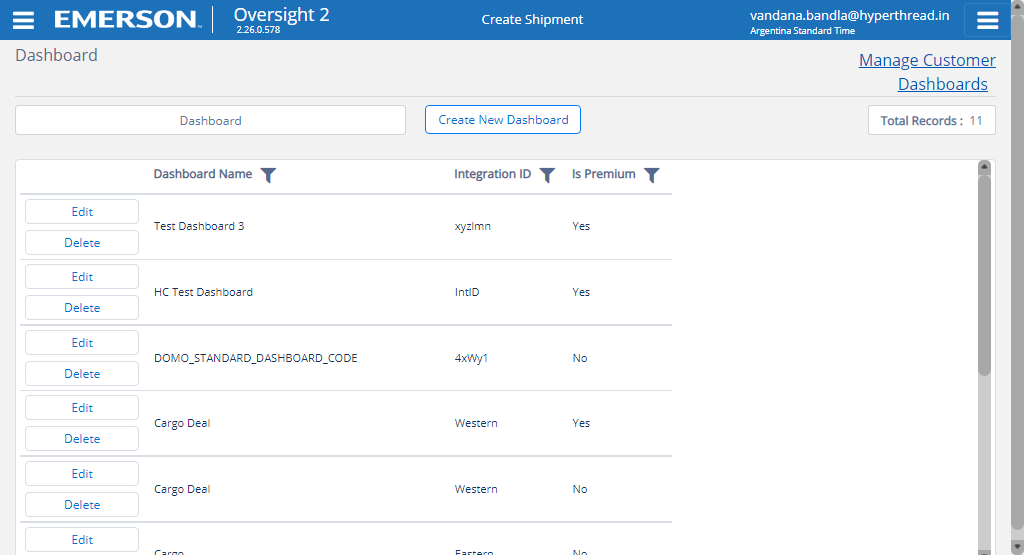 EMERSON
Oversight 2
2.26.0.578
Create Shipment
vandana.bandla@hyperthread.in
Argentina Standard Time
Dashboard
Manage Customer
Dashboards
Dashboard
Create New Dashboard
Total Records : 11
Dashboard Name Integration ID Is Premium
Edit
Delete
Test Dashboard 3 xyzlmn Yes
Edit
Delete
HC Test Dashboard IntID Yes
Edit
Delete
DOMO_STANDARD_DASHBOARD_CODE 4xWy1 No
Edit
Delete
Cargo Deal Western Yes
Edit
Delete
Cargo Deal Western No
Edit
Cargo Eastern No